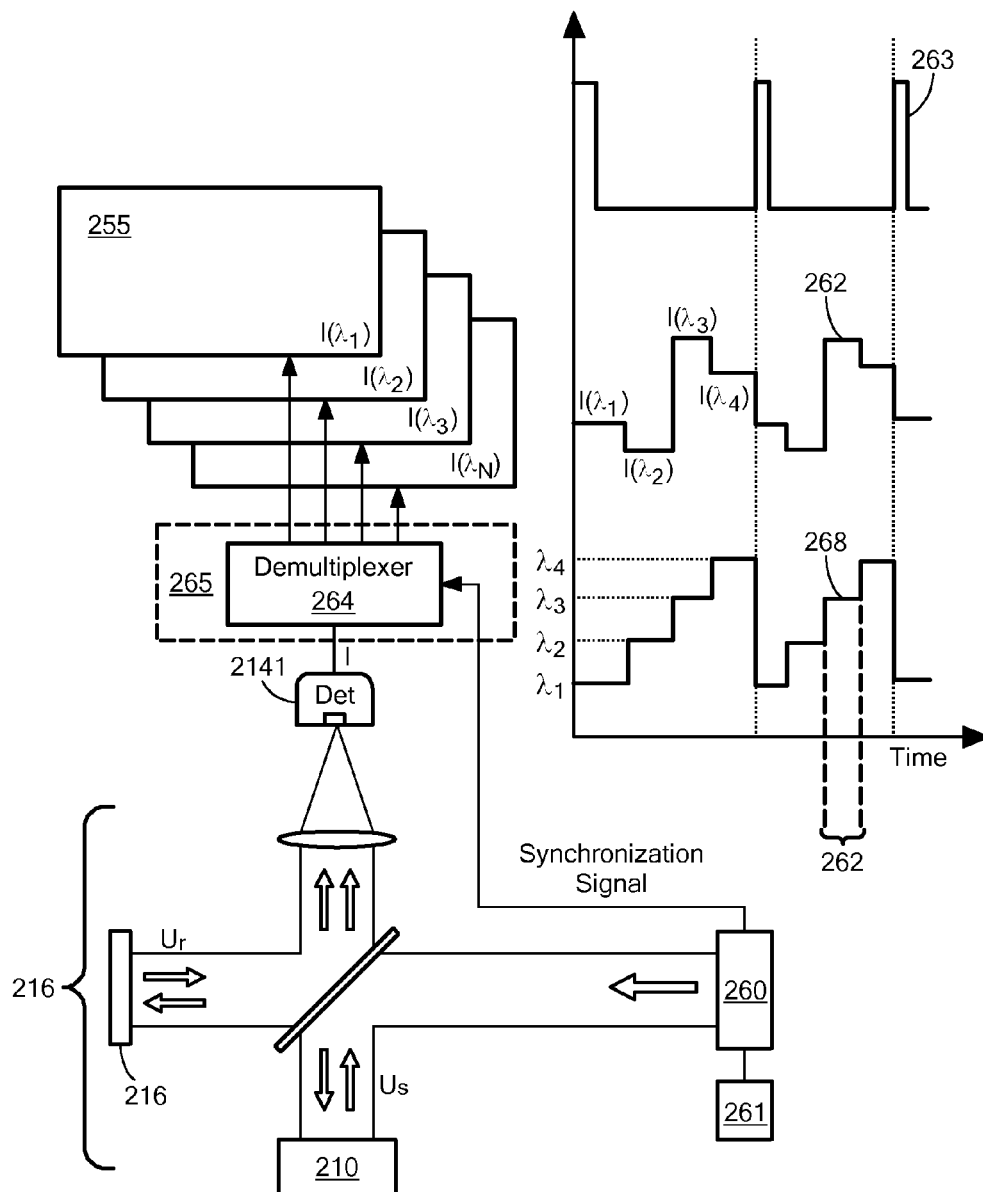 263
255
I(λ1)
I(λ2)
I(λ3)
I(λN)
262
I(λ3)
I(λ1)
I(λ4)
I(λ2)
265
Demultiplexer
264
268
λ4
λ3
λ2
λ1
I
2141
Det
Time
262
Synchronization
Signal
Ur
216
260
216
Us
261
210